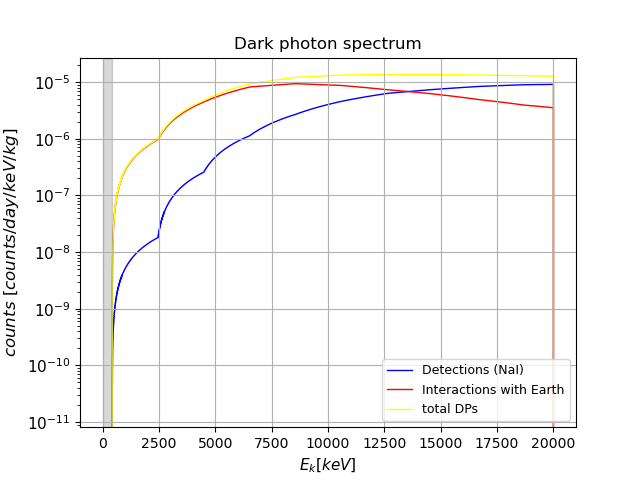 Dark photon spectrum
counts [counts/day/keV/kg]
10⁻⁵
10⁻⁶
10⁻⁷
10⁻⁸
10⁻⁹
10⁻¹⁰
10⁻¹¹
Detections (NaI)
Interactions with Earth
total DPs
0 2500 5000 7500 10000 12500 15000 17500 20000
Eₖ[keV]